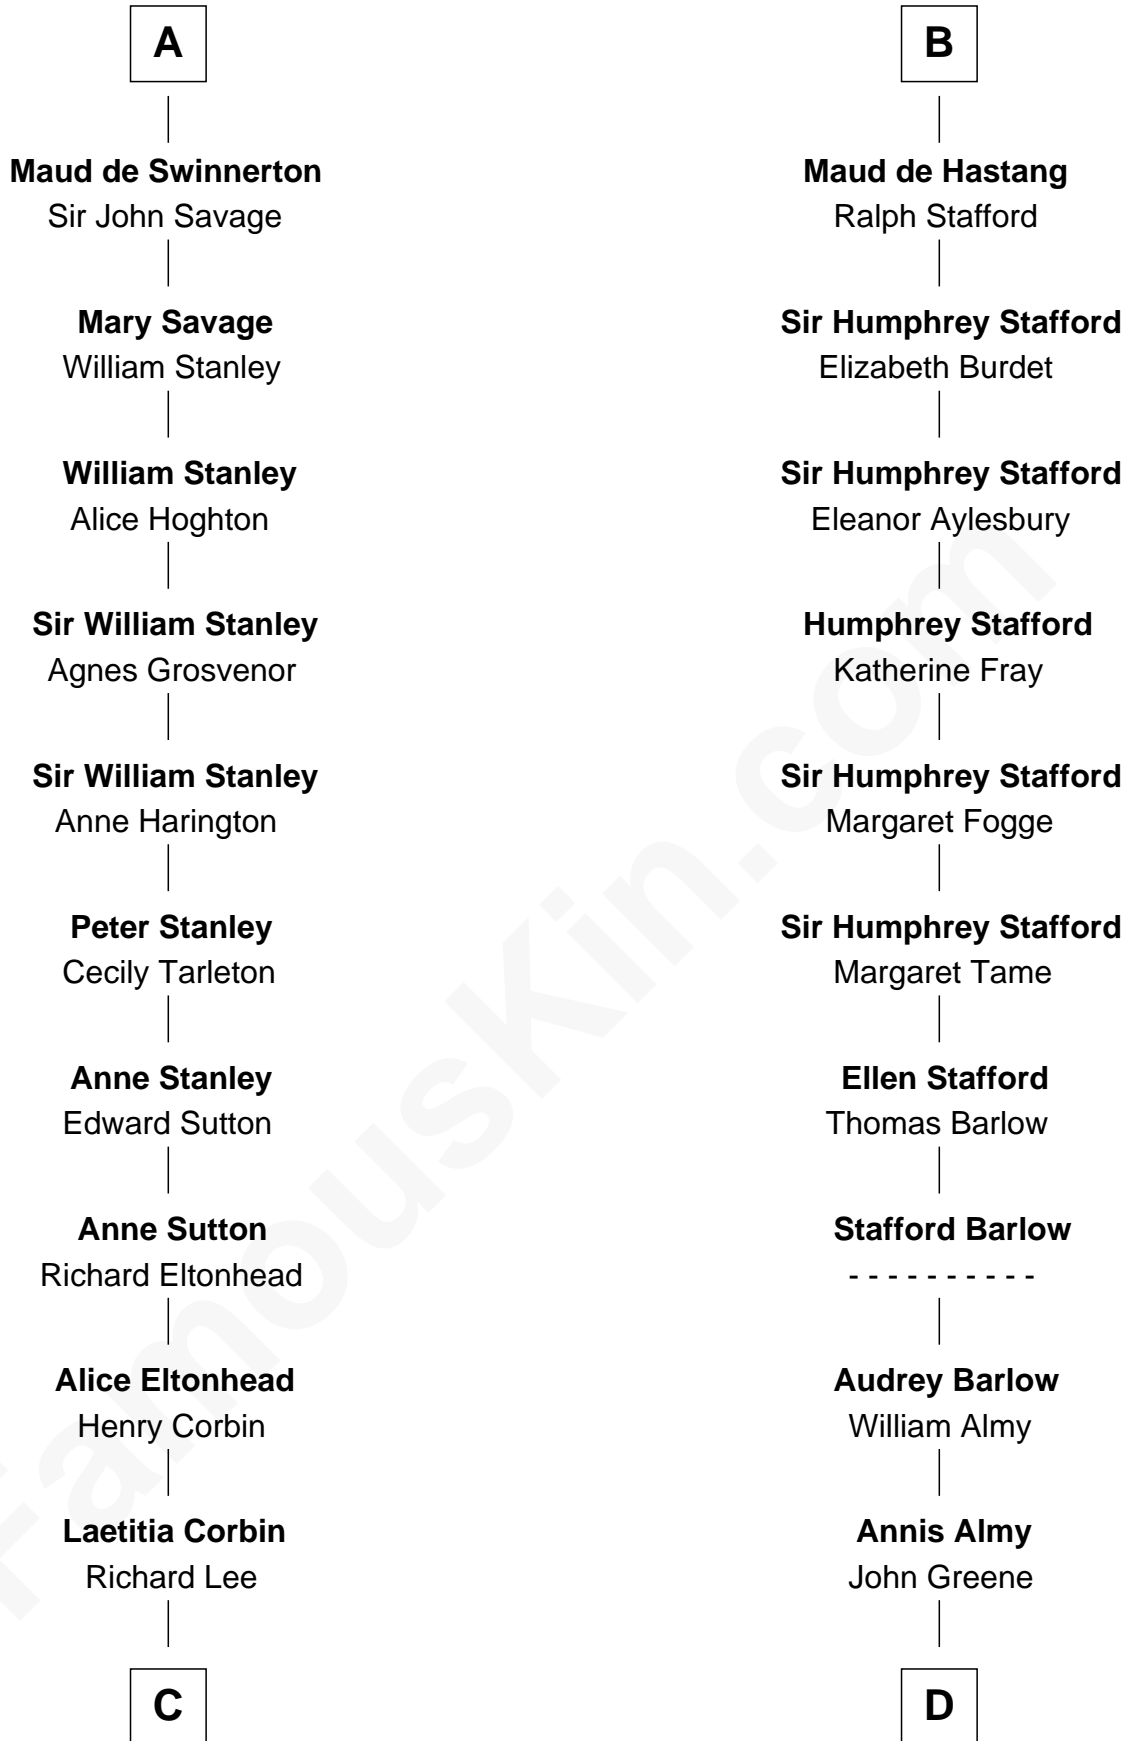 A
Maud de Swinnerton
Sir John Savage
Mary Savage
William Stanley
William Stanley
Alice Hoghton
Sir William Stanley
Agnes Grosvenor
Sir William Stanley
Anne Harington
Peter Stanley
Cecily Tarleton
Anne Stanley
Edward Sutton
Anne Sutton
Richard Eltonhead
Alice Eltonhead
Henry Corbin
Laetitia Corbin
Richard Lee
C
B
Maud de Hastang
Ralph Stafford
Sir Humphrey Stafford
Elizabeth Burdet
Sir Humphrey Stafford
Eleanor Aylesbury
Humphrey Stafford
Katherine Fray
Sir Humphrey Stafford
Margaret Fogge
Sir Humphrey Stafford
Margaret Tame
Ellen Stafford
Thomas Barlow
Stafford Barlow
- - - - - - - - - -
Audrey Barlow
William Almy
Annis Almy
John Greene
D
FamousKin.com